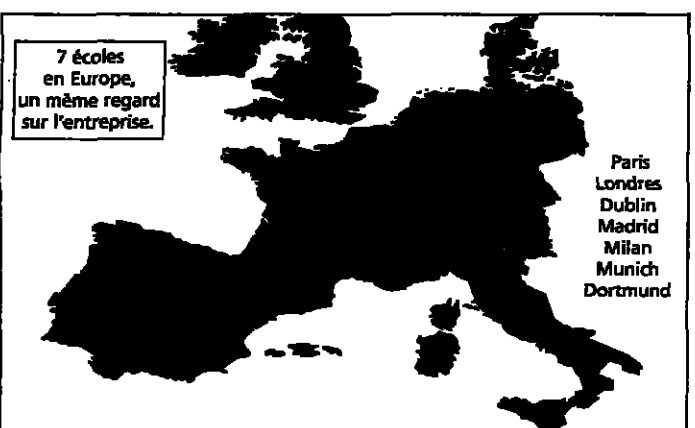 7 écoles
en Europe,
un même regard
sur l'entreprise.
Paris
Londres
Dublin
Madrid
Milan
Munich
Dortmund